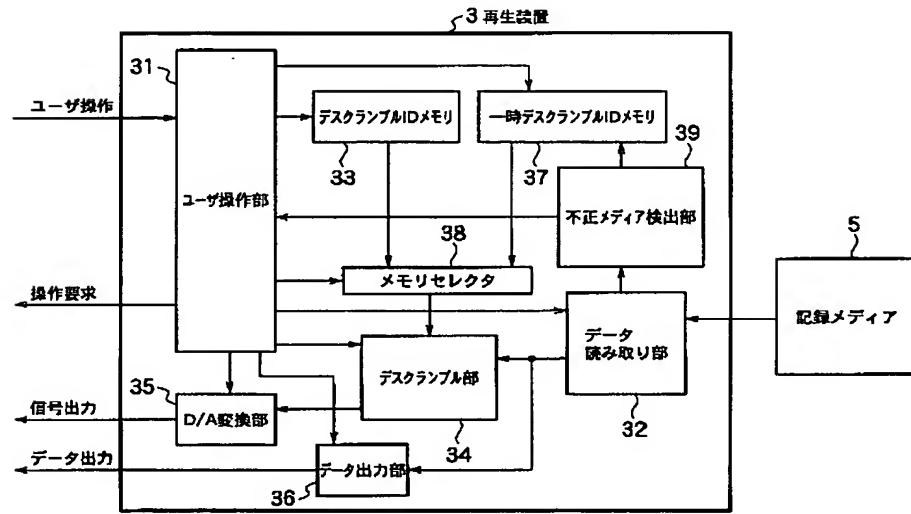 3 再生装置
31
ユーザ操作
デスクランブルIDメモリ
一時デスクランブルIDメモリ
33
37
39
ユーザ操作部
不正メディア検出部
38
5
メモリセレクタ
操作要求
記録メディア
データ
読み取り部
デスクランブル部
35
信号出力
D/A変換部
32
34
データ出力
データ出力部
36